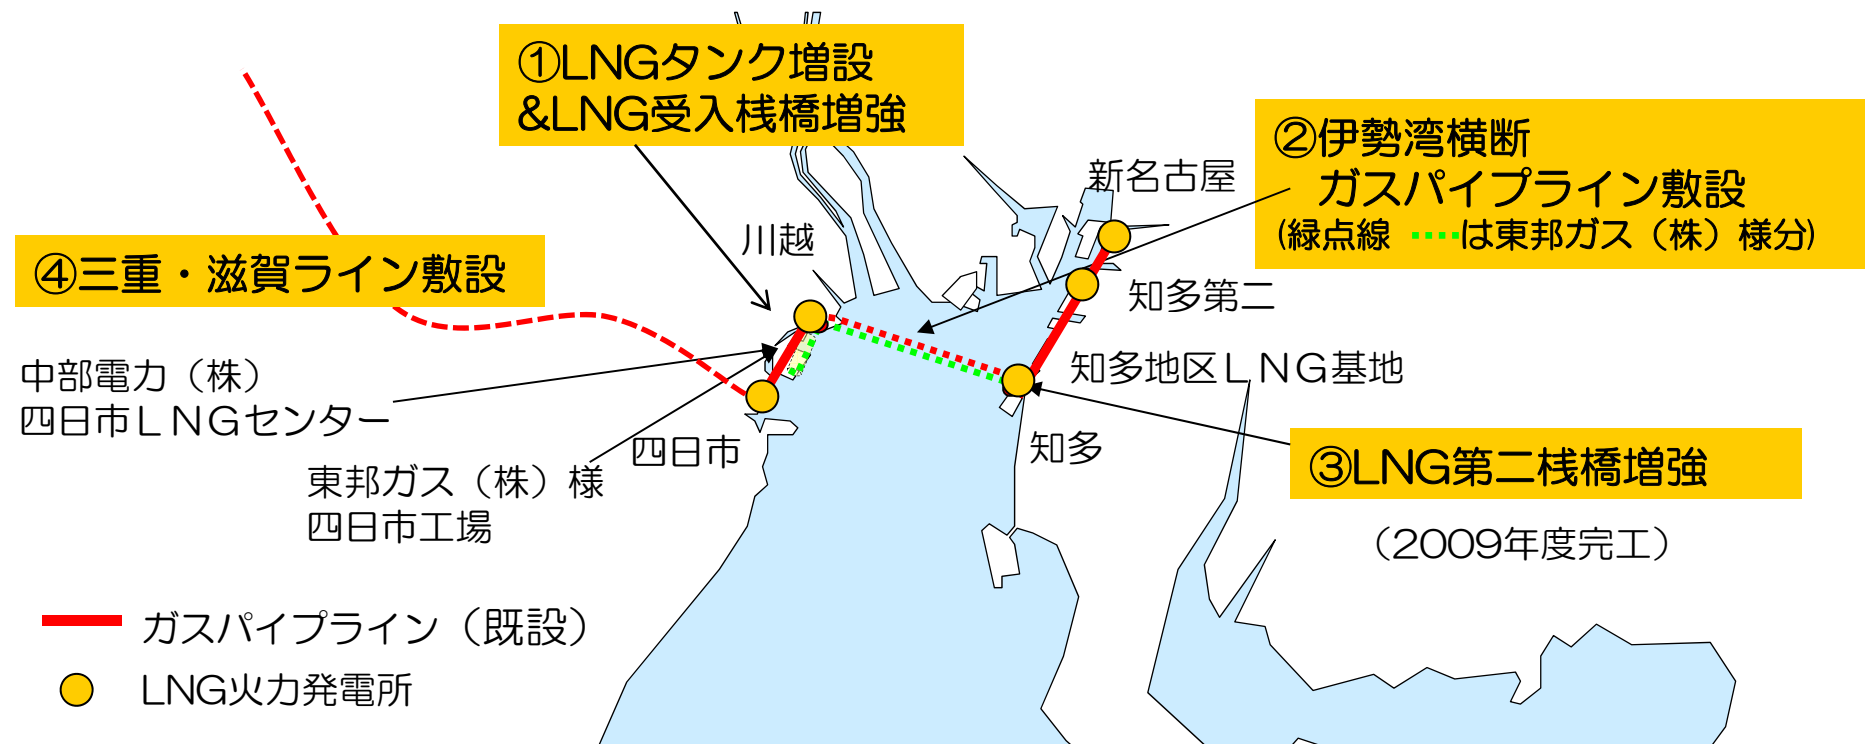 ①LNGタンク増設
&LNG受入桟橋増強
②伊勢湾横断
ガスパイプライン敷設
(緑点線 は東邦ガス（株）様分)
新名古屋
川越
④三重・滋賀ライン敷設
知多第二
中部電力（株）
四日市ＬＮＧセンター
知多地区ＬＮＧ基地
四日市
知多
③LNG第二桟橋増強
東邦ガス（株）様
四日市工場
（2009年度完工）
ガスパイプライン（既設）
LNG火力発電所